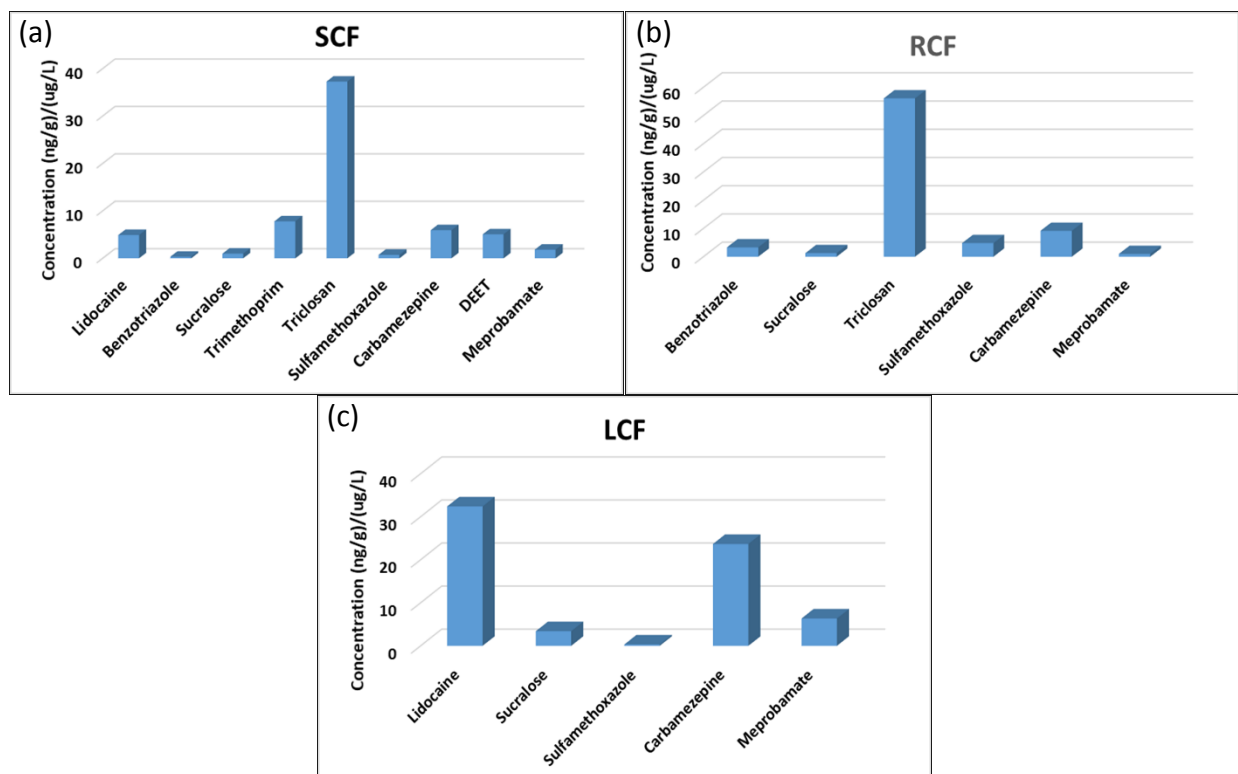 (a)
SCF
Concentration (ng/g)/(ug/L)
40
30
20
10
0
Lidocaine
Benzotriazole
Sucralose
Trimethoprim
Triclosan
Sulfamethoxazole
Carbamezepine
DEET
Meprobamate
(b)
RCF
Concentration (ng/g)/(ug/L)
60
50
40
30
20
10
0
Benzotriazole
Sucralose
Triclosan
Sulfamethoxazole
Carbamezepine
Meprobamate
(c)
LCF
Concentration (ng/g)/(ug/L)
40
30
20
10
0
Lidocaine
Sucralose
Sulfamethoxazole
Carbamezepine
Meprobamate